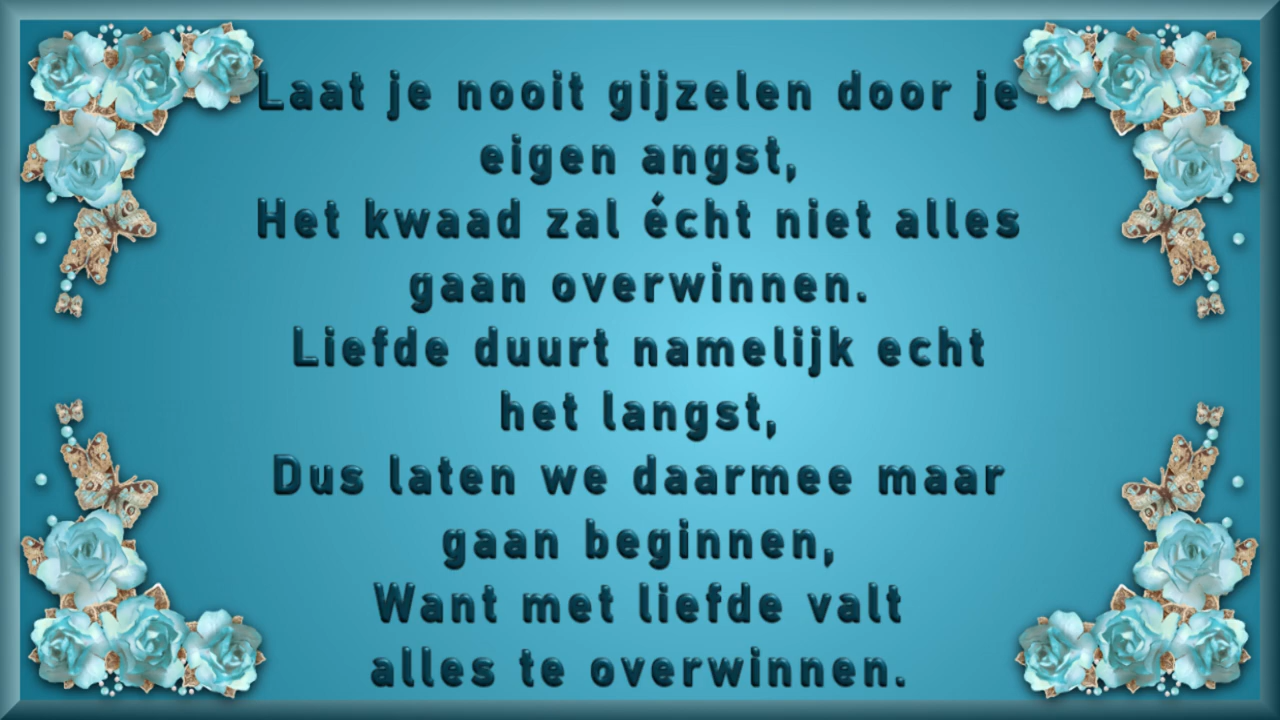 Laat je nooit gijzelen door je
eigen angst,
Het kwaad zal écht niet alles
gaan overwinnen.
Liefde duurt namelijk echt
het langst,
Dus laten we daarmee maar
gaan beginnen,
Want met liefde valt
alles te overwinnen.